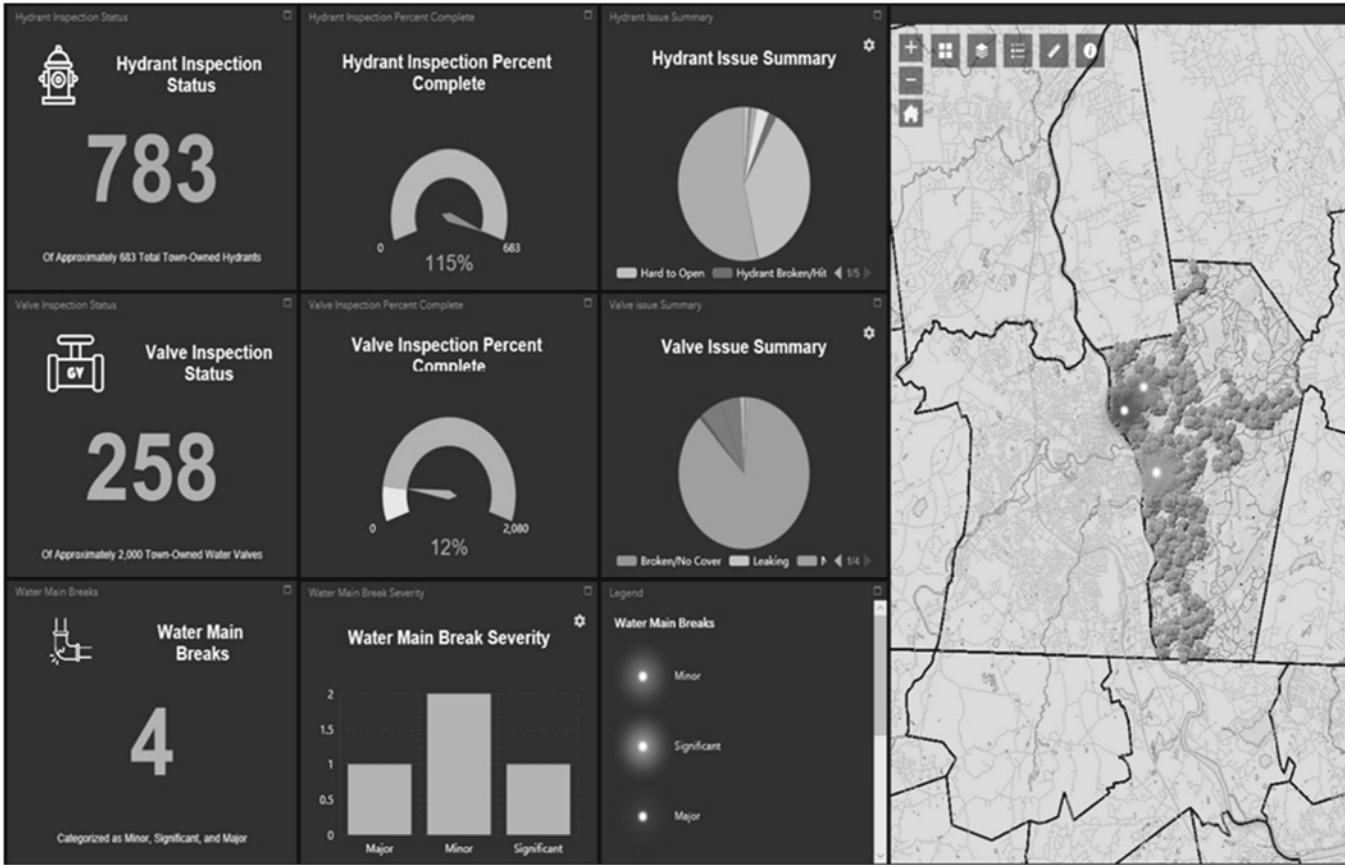 Hydrant Inspection Status
Hydrant Inspection
Status
783
Of Approximately 683 Total Town-Owned Hydrants
Hydrant Inspection Percent Complete
Hydrant Inspection Percent
Complete
0
683
115%
Hydrant Issue Summary
Hydrant Issue Summary
Hard to Open
Hydrant Broken/Hit
1/5
Valve Inspection Status
Valve Inspection
Status
GV
258
Of Approximately 2,000 Town-Owned Water Valves
Valve Inspection Percent Complete
Valve Inspection Percent
Complete
0
2,080
12%
Valve issue Summary
Valve Issue Summary
Broken/No Cover
Leaking
1/4
Water Main Breaks
Water Main
Breaks
4
Categorized as Minor, Significant, and Major
Water Main Break Severity
Water Main Break Severity
2
1.5
1
0.5
0
Major
Minor
Significant
Legend
Water Main Breaks
Minor
Significant
Major